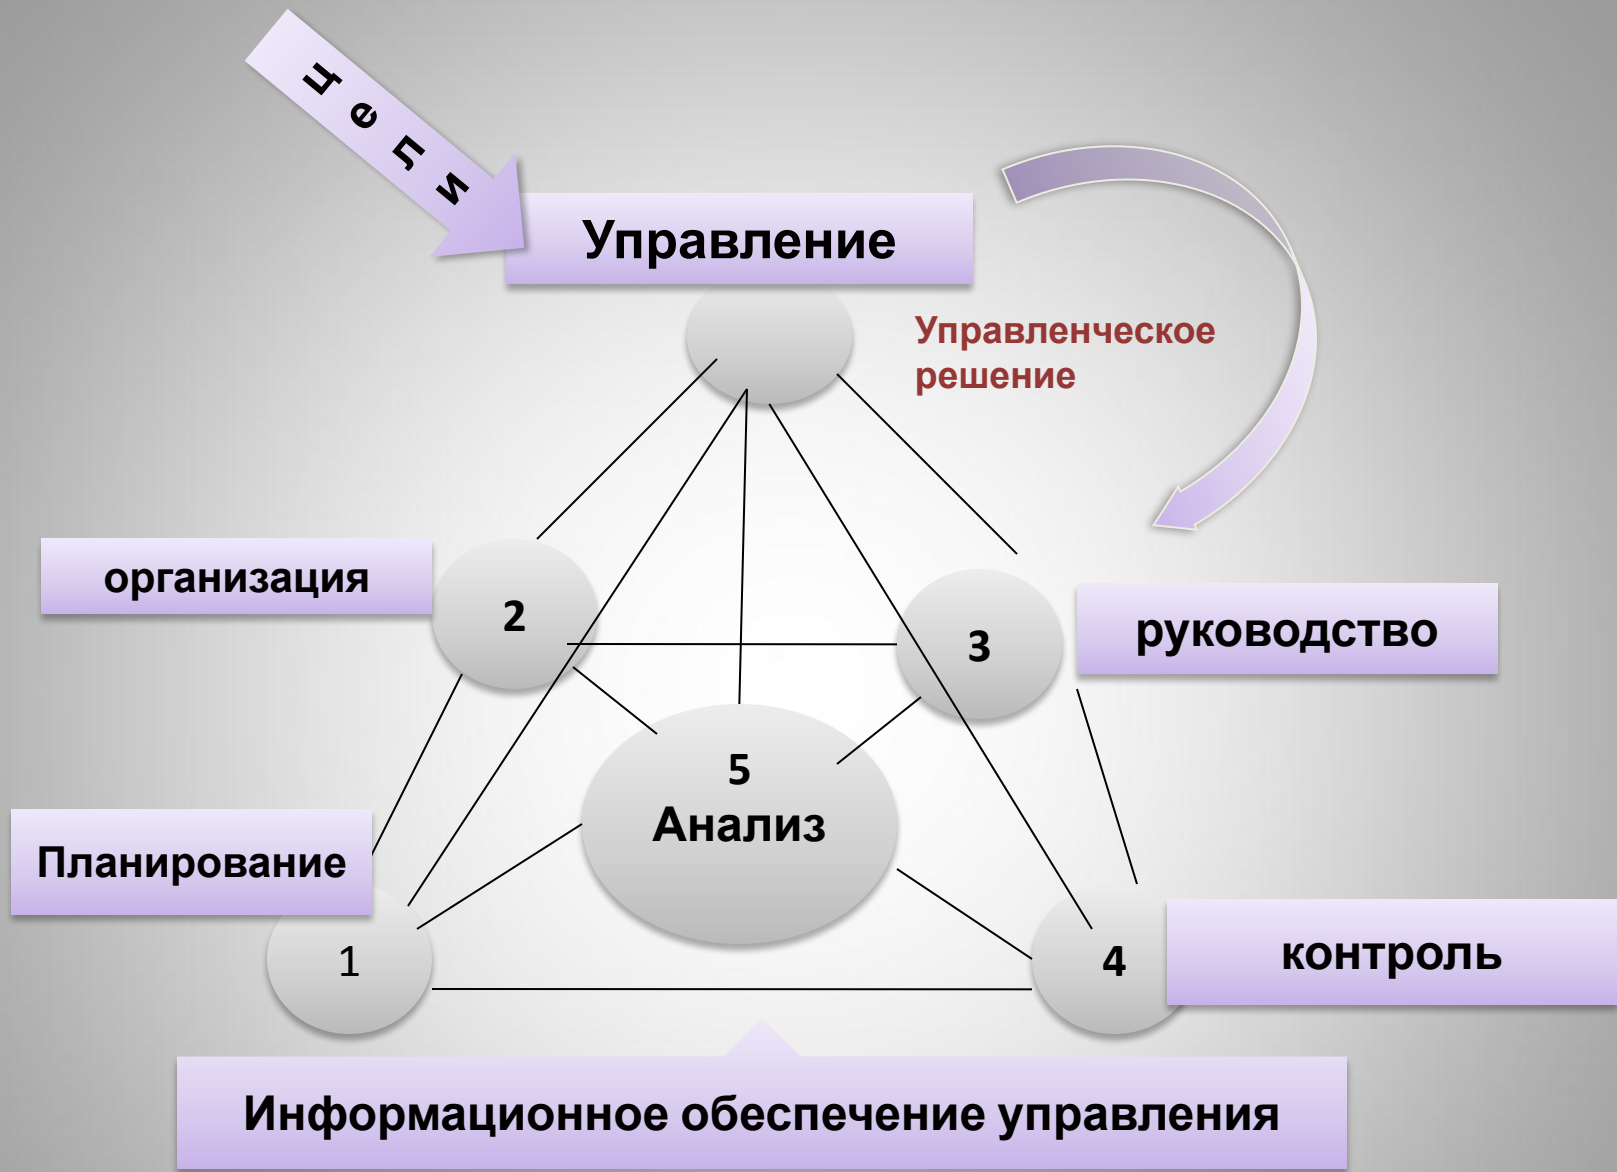 цели
Управление
Управленческое
решение
организация
2
3
руководство
5
Анализ
Планирование
1
4
контроль
Информационное обеспечение управления